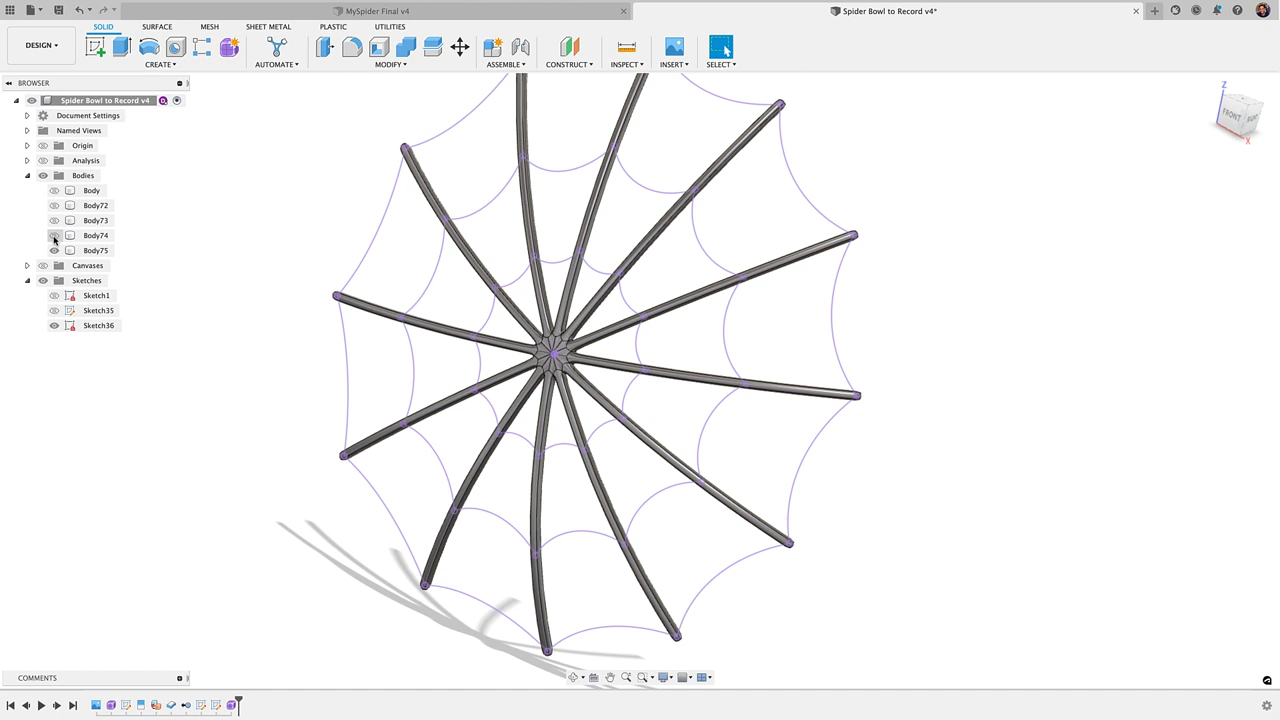 MySpider Final v4
Spider Bowl to Record v4*
SOLID
SURFACE
MESH
SHEET METAL
PLASTIC
UTILITIES
DESIGN
CREATE
AUTOMATE
MODIFY
ASSEMBLE
CONSTRUCT
INSPECT
INSERT
SELECT
BROWSER
Spider Bowl to Record v4
Document Settings
Named Views
Origin
Analysis
Bodies
Body
Body72
Body73
Body74
Body75
Canvases
Sketches
Sketch1
Sketch35
Sketch36
Z
FRONT
X
COMMENTS